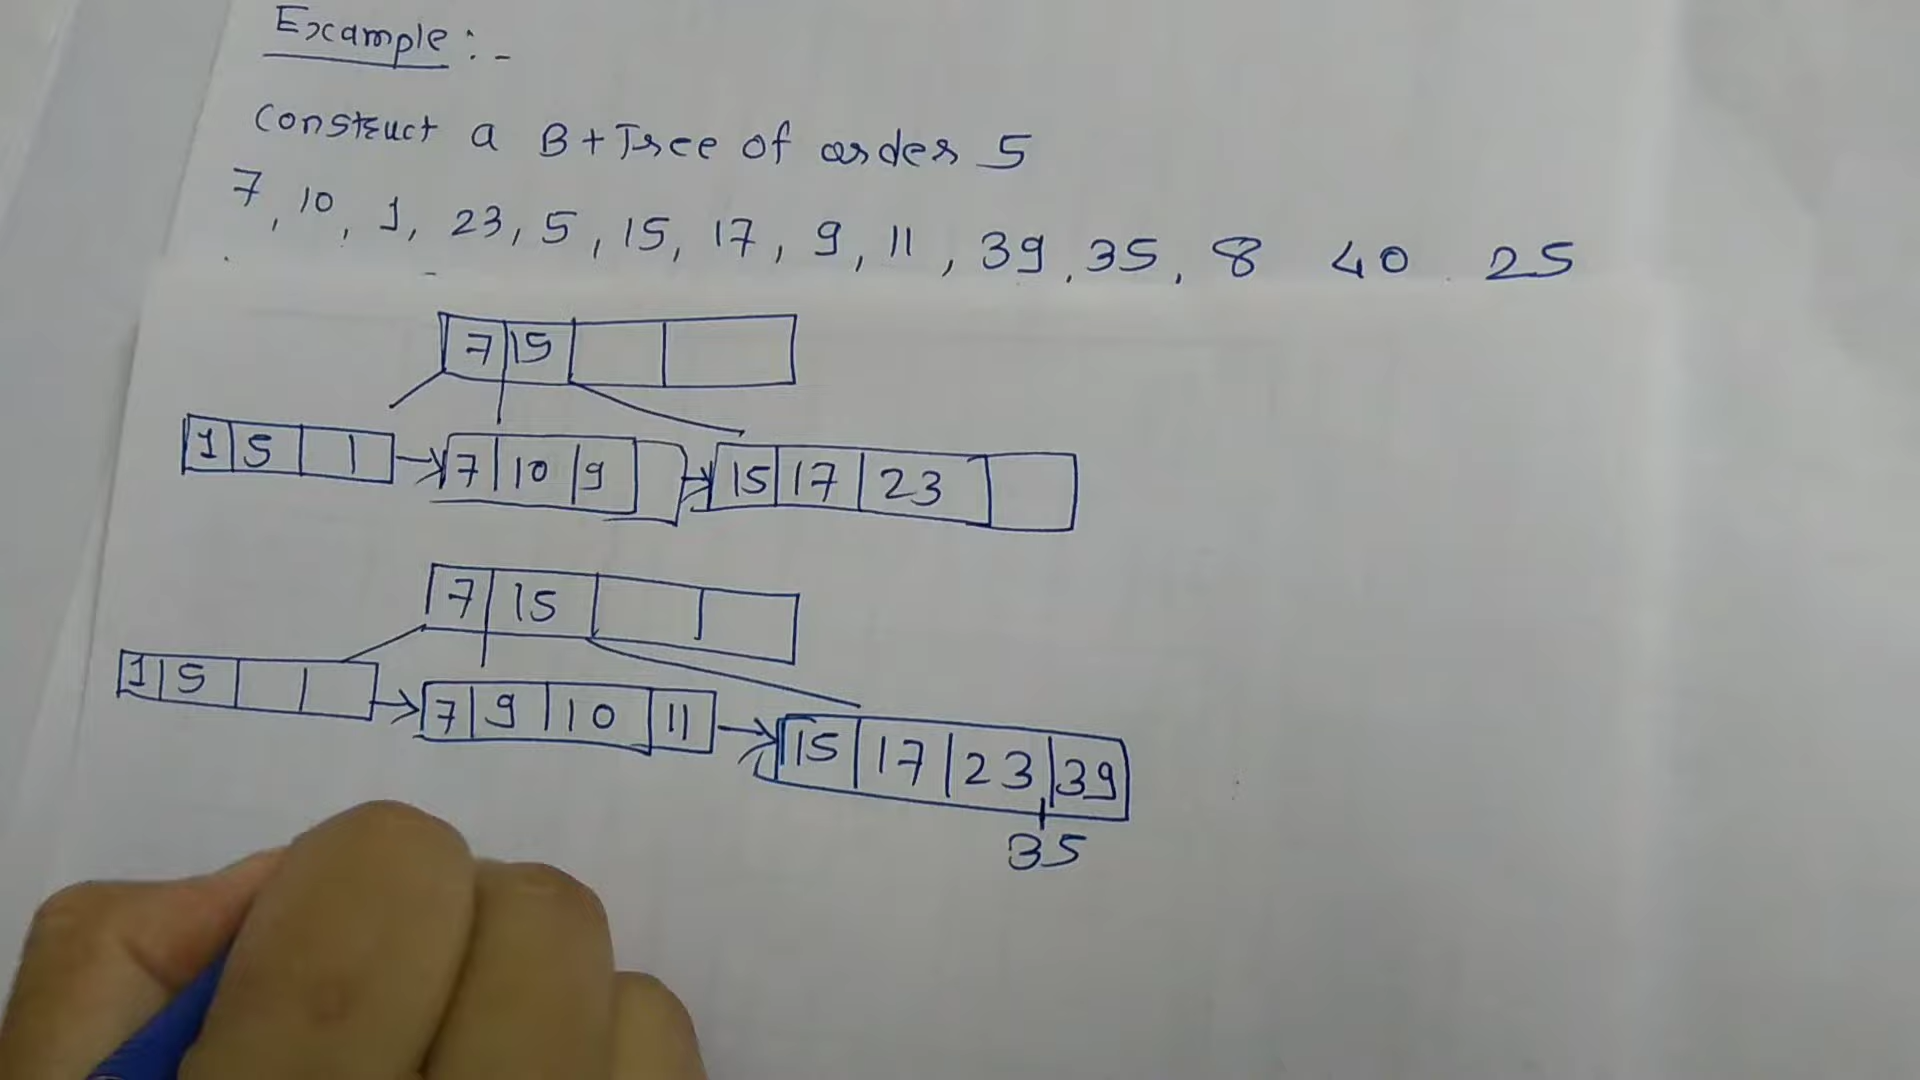 Example :-
Construct a B+Tree of order 5
7, 10, 1, 23, 5, 15, 17, 9, 11, 39, 35, 8 40 25
7 15
1 5
7 10 9
15 17 23
7 15
1 5
7 9 10 11
15 17 23 39
35